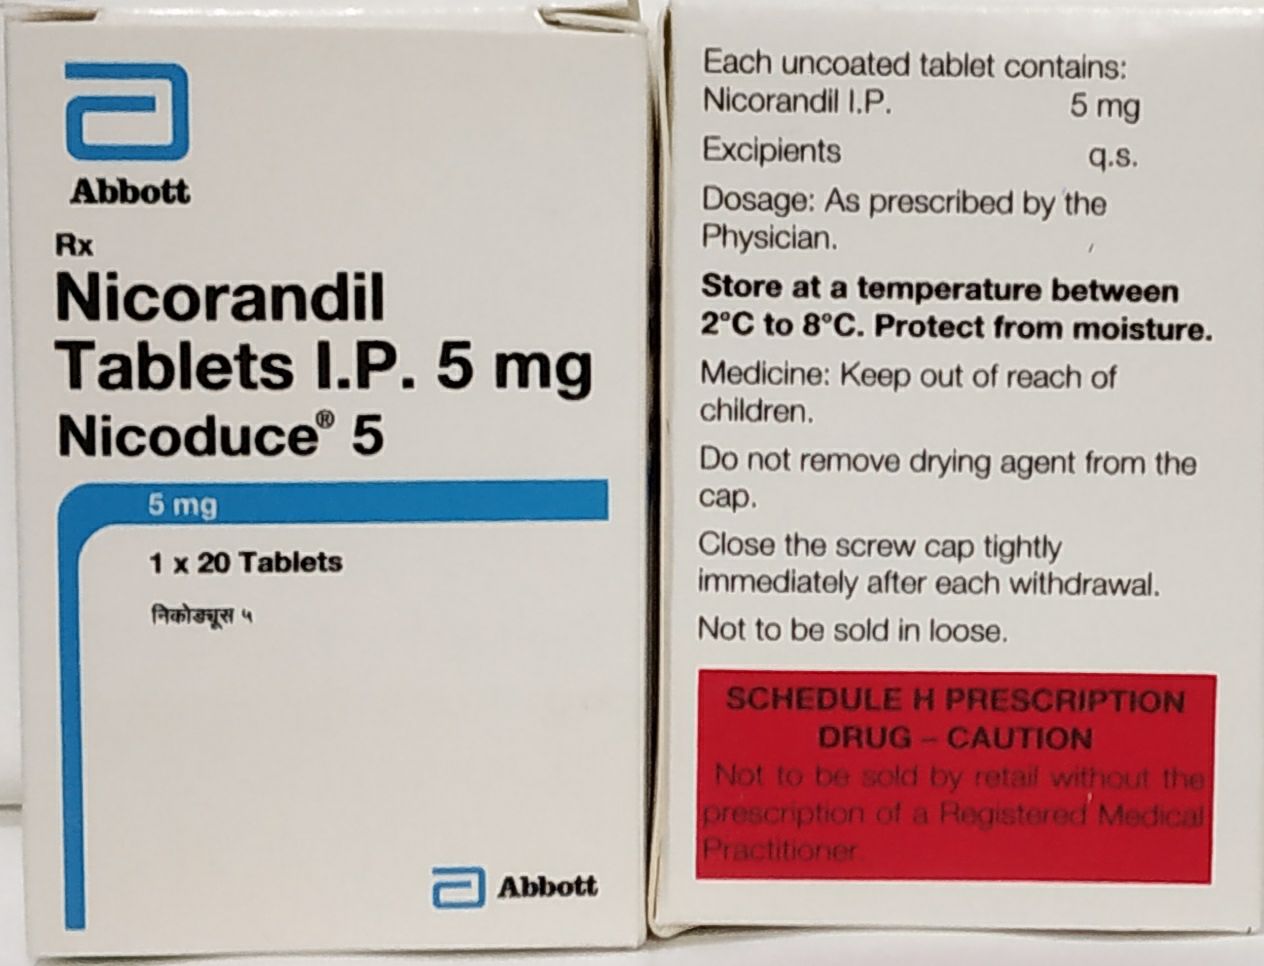 Abbott
Rx
Nicorandil
Tablets I.P. 5 mg
Nicoduce® 5
5 mg
1 x 20 Tablets
निकोड्यूस ५
Abbott
Each uncoated tablet contains:
Nicorandil I.P. 5 mg
Excipients q.s.
Dosage: As prescribed by the
Physician.
Store at a temperature between
2°C to 8°C. Protect from moisture.
Medicine: Keep out of reach of
children.
Do not remove drying agent from the
cap.
Close the screw cap tightly
immediately after each withdrawal.
Not to be sold in loose.
SCHEDULE H PRESCRIPTION
DRUG – CAUTION
Not to be sold by retail without the
prescription of a Registered Medical
Practitioner.